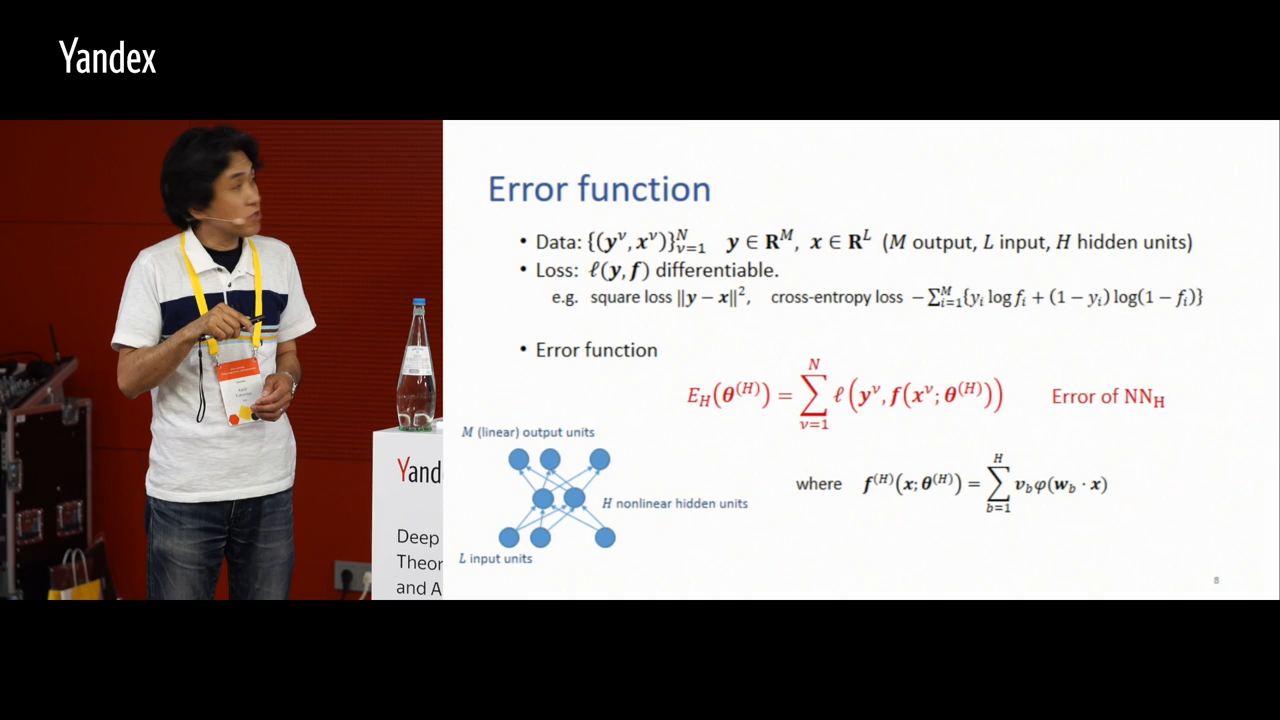 Yandex
Error function
• Data: {(y^ν, x^ν)}_{ν=1}^N y ∈ R^M, x ∈ R^L (M output, L input, H hidden units)
• Loss: ℓ(y, f) differentiable.
e.g. square loss ‖y − x‖², cross-entropy loss −∑_{i=1}^M {y_i log f_i + (1 − y_i) log(1 − f_i)}
• Error function
E_H(θ^(H)) = ∑_{ν=1}^N ℓ(y^ν, f(x^ν; θ^(H))) Error of NN_H
M (linear) output units
where f^(H)(x; θ^(H)) = ∑_{b=1}^H v_b φ(w_b · x)
H nonlinear hidden units
L input units
8
Yand
Deep
Theor
and A